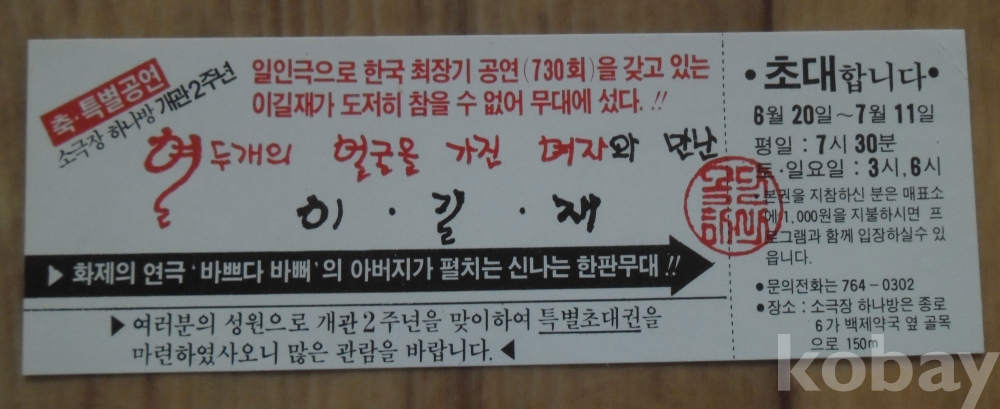 축·특별공연
소극장 하나방 개관 2주년
일인극으로 한국 최장기 공연(730회)을 갖고 있는
이길재가 도저히 참을 수 없어 무대에 섰다.!!
열두개의 얼굴을 가진 여자와 만난
이·길·재
▶ 화제의 연극 '바쁘다 바뻐'의 아버지가 펼치는 신나는 한판무대!!
▶ 여러분의 성원으로 개관 2주년을 맞이하여 특별초대권을
마련하였사오니 많은 관람을 바랍니다. ◀
• 초대합니다 •
6월 20일~7월 11일
평일 : 7시 30분
토·일요일 : 3시, 6시
• 본권을 지참하신 분은 매표소
에 1,000원을 지불하시면 프
로그램과 함께 입장하실수 있
읍니다.
● 문의전화는 764-0302
● 장소 : 소극장 하나방은 종로
6가 백제약국 옆 골목
으로 150m
kobay